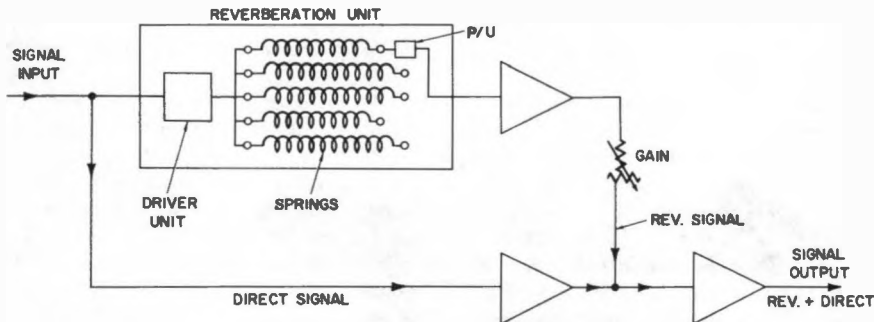 REVERBERATION UNIT
P/U
SIGNAL
INPUT
GAIN
DRIVER
UNIT
SPRINGS
REV. SIGNAL
SIGNAL
OUTPUT
DIRECT SIGNAL
REV. + DIRECT